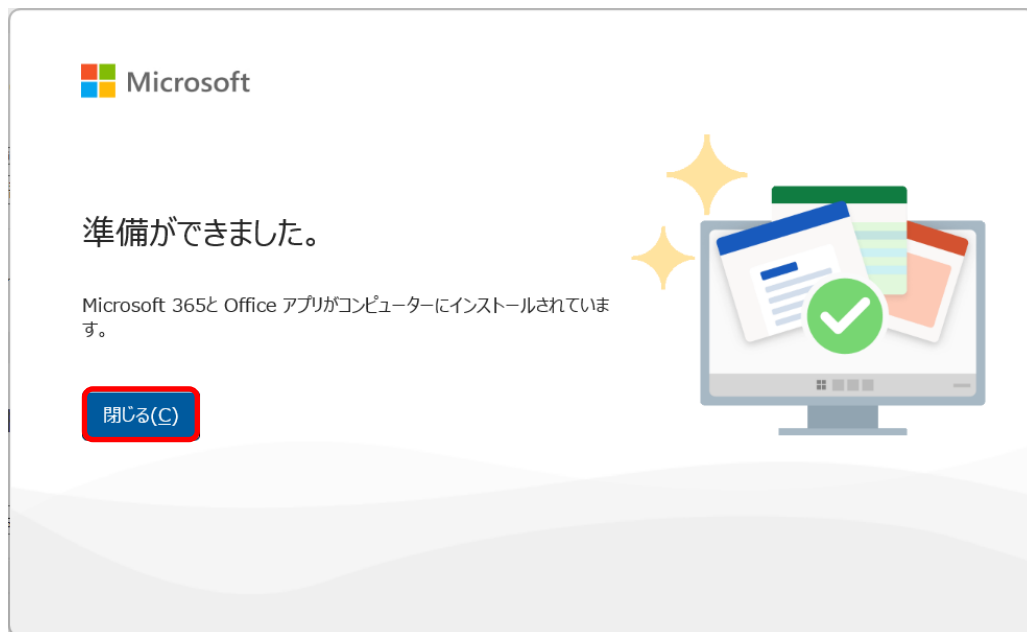 Microsoft
準備ができました。
Microsoft 365と Office アプリがコンピューターにインストールされていま
す。
閉じる(C)